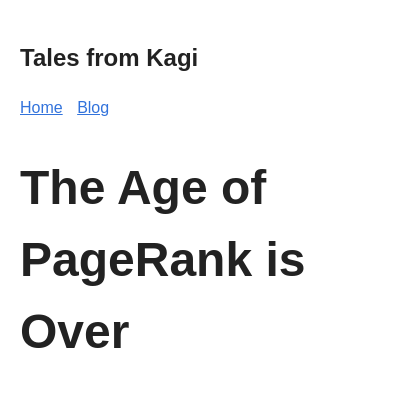 Tales from Kagi
Home Blog
The Age of
PageRank is
Over